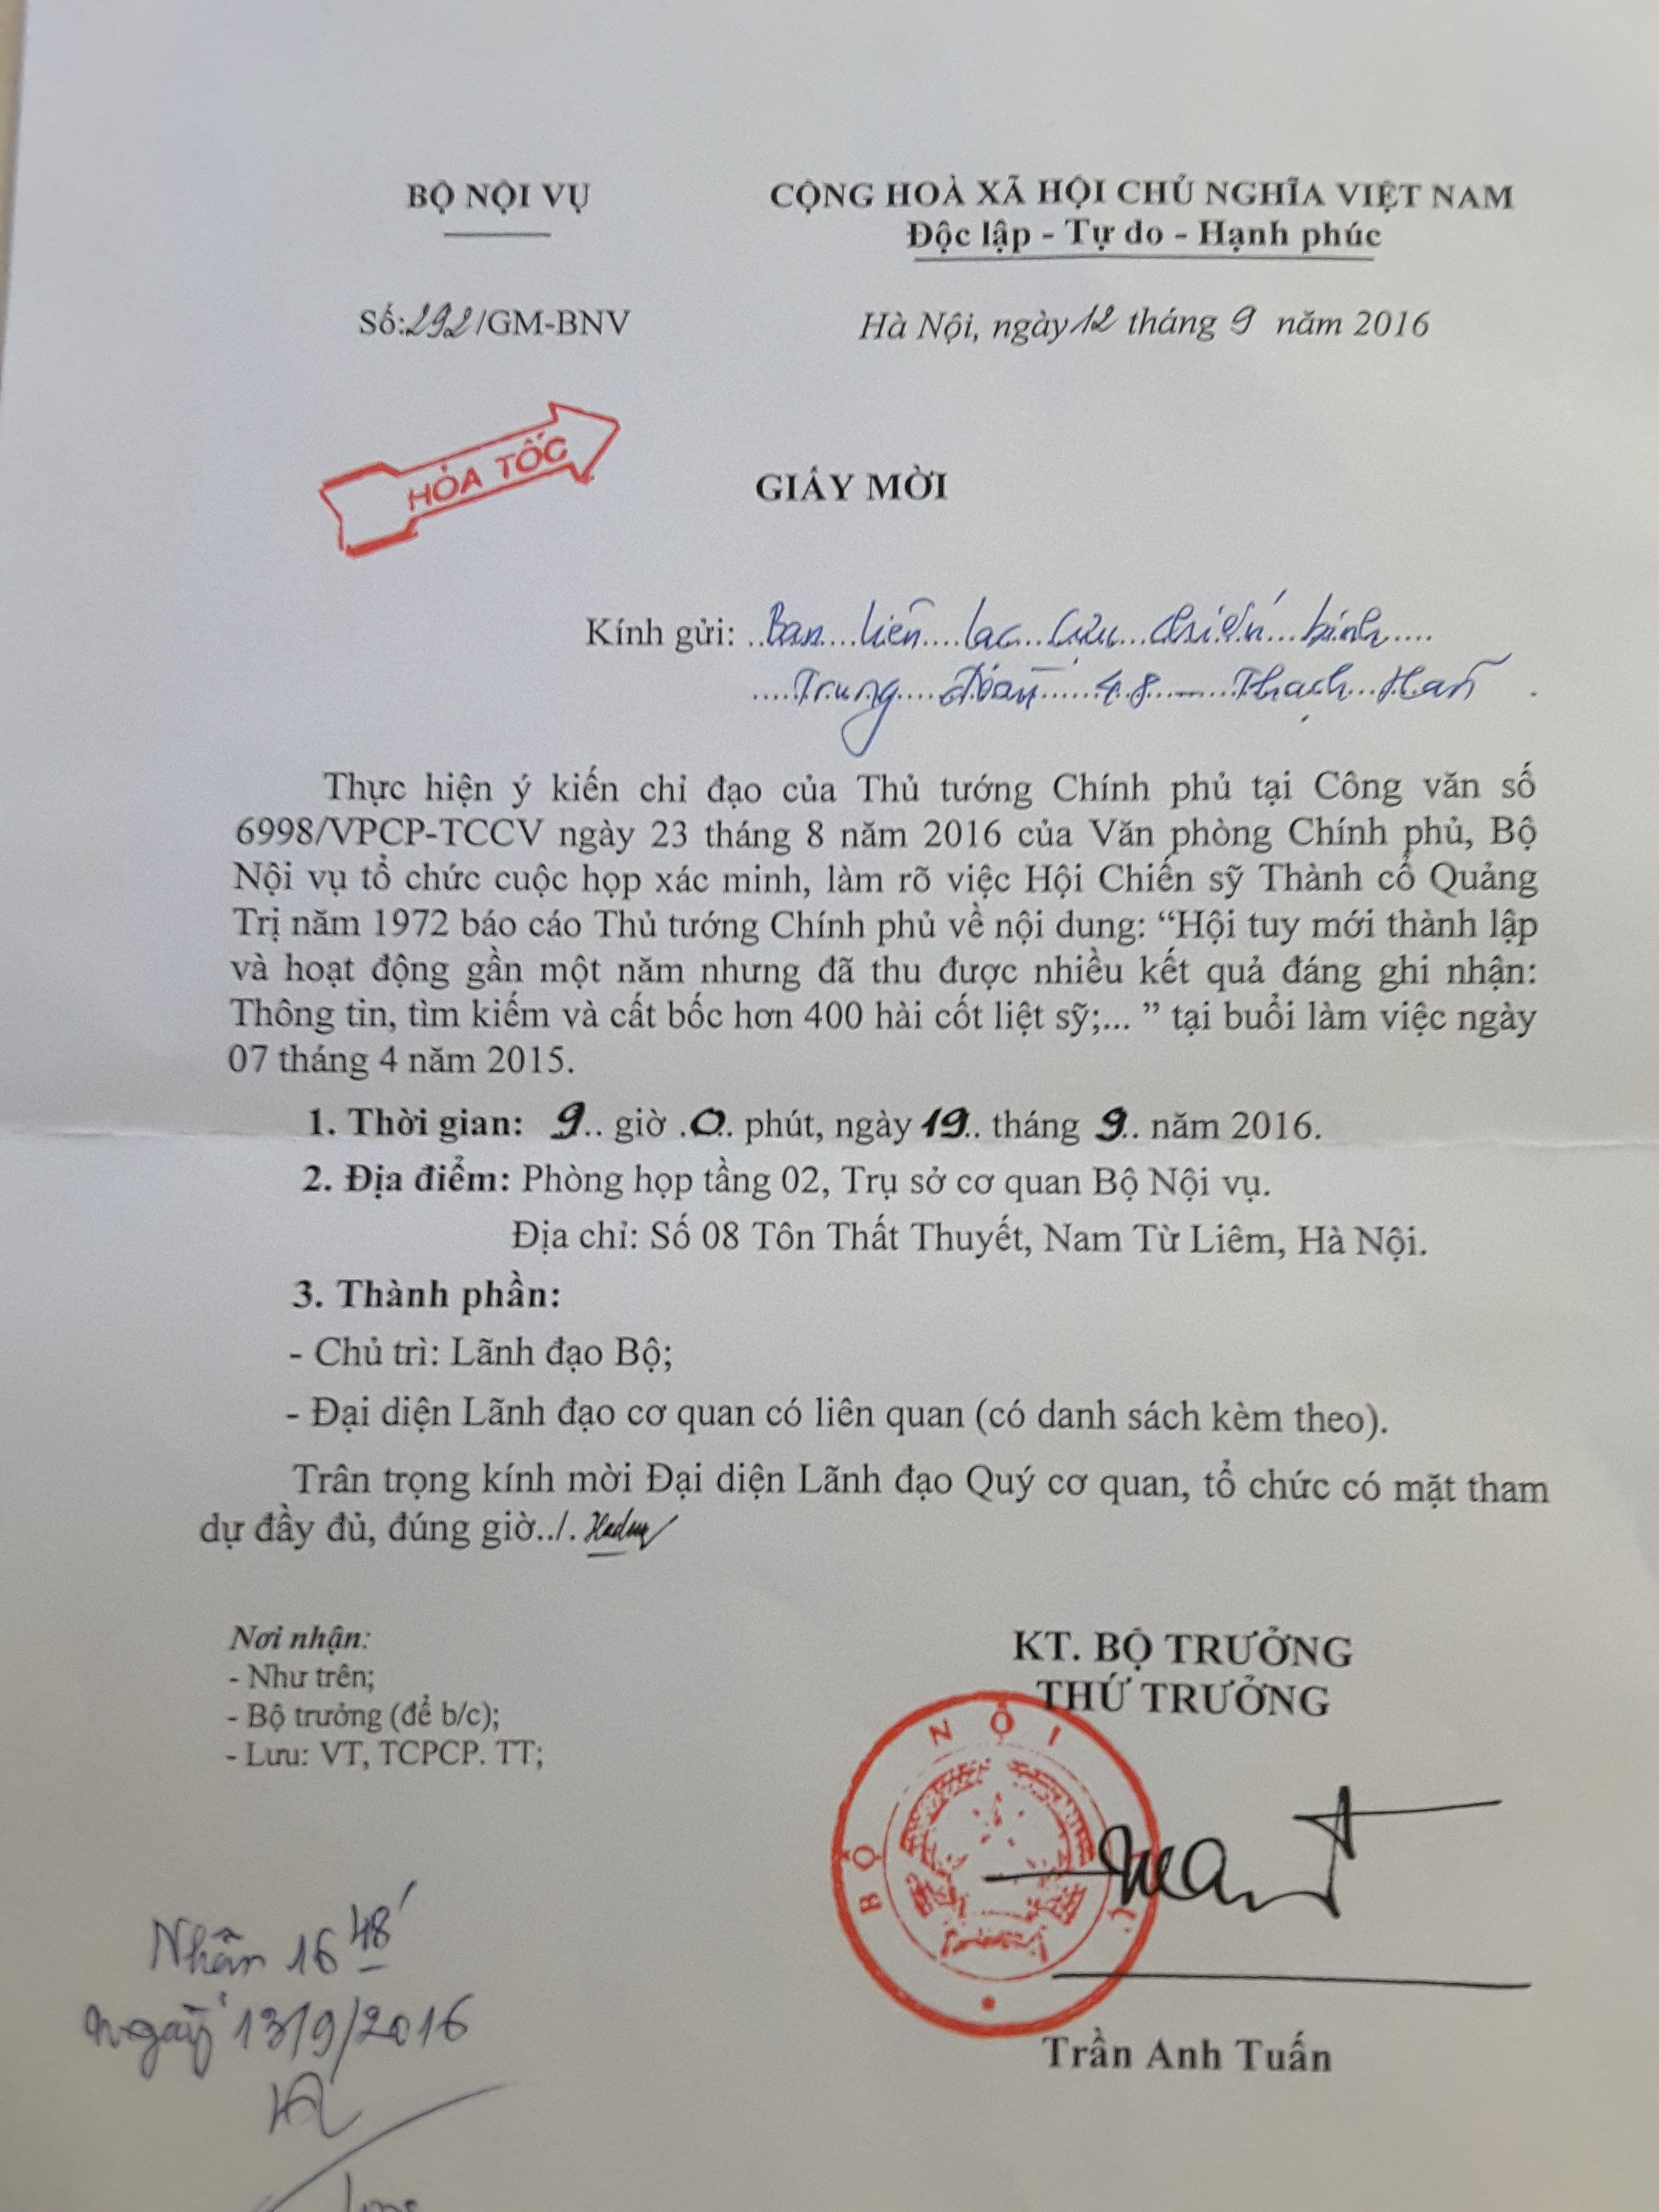 BỘ NỘI VỤ
CỘNG HOÀ XÃ HỘI CHỦ NGHĨA VIỆT NAM
Độc lập - Tự do - Hạnh phúc
Số:292/GM-BNV
Hà Nội, ngày 12 tháng 9 năm 2016
HỎA TỐC
GIẤY MỜI
Kính gửi: Ban liên lạc Cựu chiến binh
Trung đoàn 48 - Thạch Hãn
Thực hiện ý kiến chỉ đạo của Thủ tướng Chính phủ tại Công văn số
6998/VPCP-TCCV ngày 23 tháng 8 năm 2016 của Văn phòng Chính phủ, Bộ
Nội vụ tổ chức cuộc họp xác minh, làm rõ việc Hội Chiến sỹ Thành cổ Quảng
Trị năm 1972 báo cáo Thủ tướng Chính phủ về nội dung: “Hội tuy mới thành lập
và hoạt động gần một năm nhưng đã thu được nhiều kết quả đáng ghi nhận:
Thông tin, tìm kiếm và cất bốc hơn 400 hài cốt liệt sỹ;... ” tại buổi làm việc ngày
07 tháng 4 năm 2015.
1. Thời gian: 9.. giờ .0.. phút, ngày 19.. tháng 9.. năm 2016.
2. Địa điểm: Phòng họp tầng 02, Trụ sở cơ quan Bộ Nội vụ.
Địa chỉ: Số 08 Tôn Thất Thuyết, Nam Từ Liêm, Hà Nội.
3. Thành phần:
- Chủ trì: Lãnh đạo Bộ;
- Đại diện Lãnh đạo cơ quan có liên quan (có danh sách kèm theo).
Trân trọng kính mời Đại diện Lãnh đạo Quý cơ quan, tổ chức có mặt tham
dự đầy đủ, đúng giờ../.
Nơi nhận:
- Như trên;
- Bộ trưởng (để b/c);
- Lưu: VT, TCPCP. TT;
KT. BỘ TRƯỞNG
THỨ TRƯỞNG
BỘ NỘI
Trần Anh Tuấn
Nhận 16 48'
ngày 13/9/2016